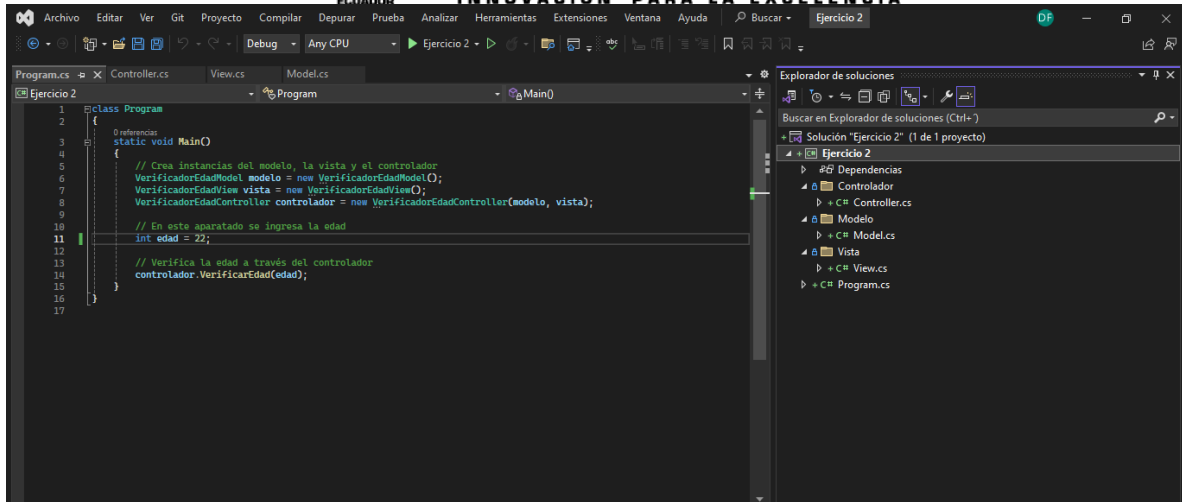 ECUADOR INNOVACIÓN PARA LA EXCELENCIA
Archivo Editar Ver Git Proyecto Compilar Depurar Prueba Analizar Herramientas Extensiones Ventana Ayuda Buscar Ejercicio 2 DF
Debug Any CPU Ejercicio 2
Program.cs Controller.cs View.cs Model.cs
Ejercicio 2 Program Main()
1 class Program
2 {
0 referencias
3 static void Main()
4 {
5 // Crea instancias del modelo, la vista y el controlador
6 VerificadorEdadModel modelo = new VerificadorEdadModel();
7 VerificadorEdadView vista = new VerificadorEdadView();
8 VerificadorEdadController controlador = new VerificadorEdadController(modelo, vista);
9
10 // En este aparatado se ingresa la edad
11 int edad = 22;
12
13 // Verifica la edad a través del controlador
14 controlador.VerificarEdad(edad);
15 }
16 }
17
Explorador de soluciones
Buscar en Explorador de soluciones (Ctrl+´)
Solución "Ejercicio 2" (1 de 1 proyecto)
C# Ejercicio 2
Dependencias
Controlador
C# Controller.cs
Modelo
C# Model.cs
Vista
C# View.cs
C# Program.cs